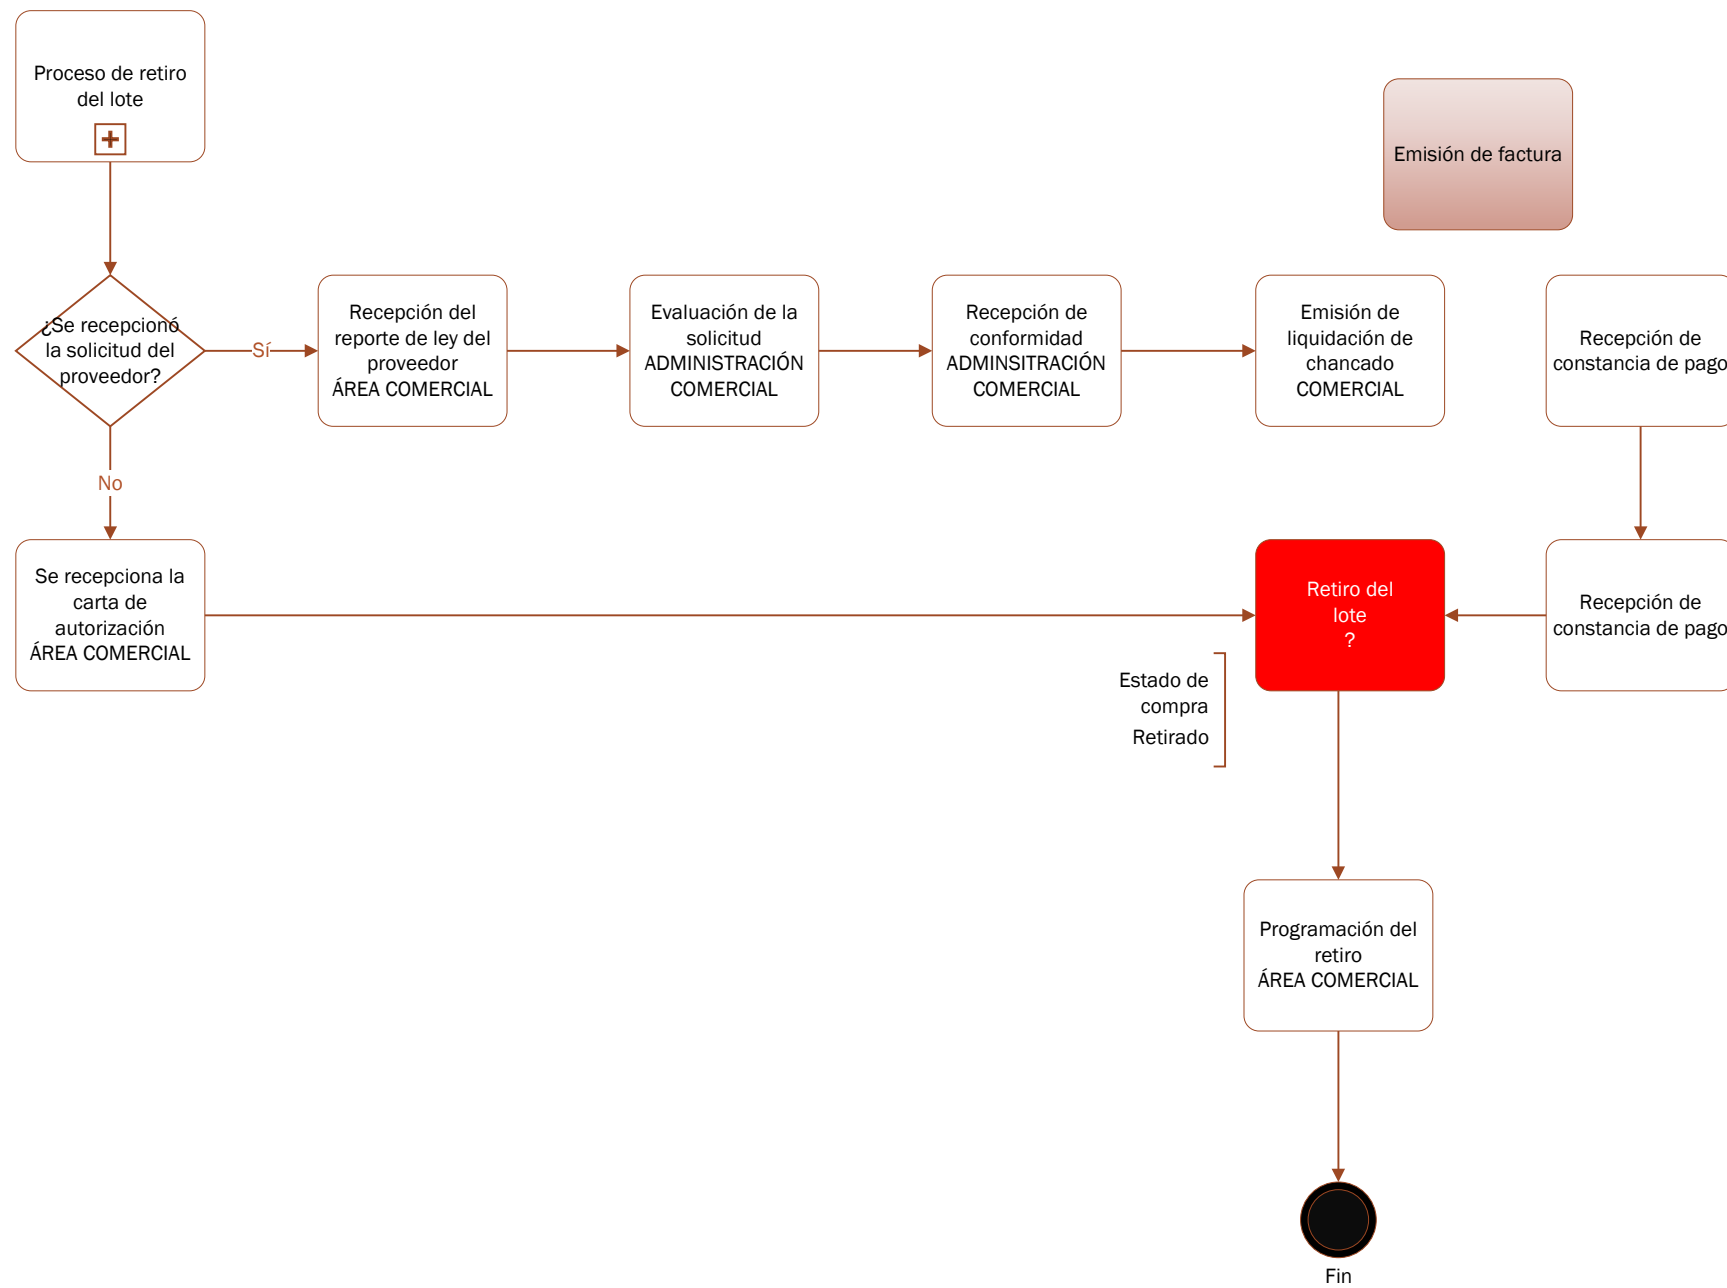 Proceso de retiro
del lote
Emisión de factura
¿Se recepcionó
la solicitud del
proveedor?
Sí
Recepción del
reporte de ley del
proveedor
ÁREA COMERCIAL
Evaluación de la
solicitud
ADMINISTRACIÓN
COMERCIAL
Recepción de
conformidad
ADMINSITRACIÓN
COMERCIAL
Emisión de
liquidación de
chancado
COMERCIAL
Recepción de
constancia de pago
No
Se recepciona la
carta de
autorización
ÁREA COMERCIAL
Retiro del
lote
?
Recepción de
constancia de pago
Estado de
compra
Retirado
Programación del
retiro
ÁREA COMERCIAL
Fin